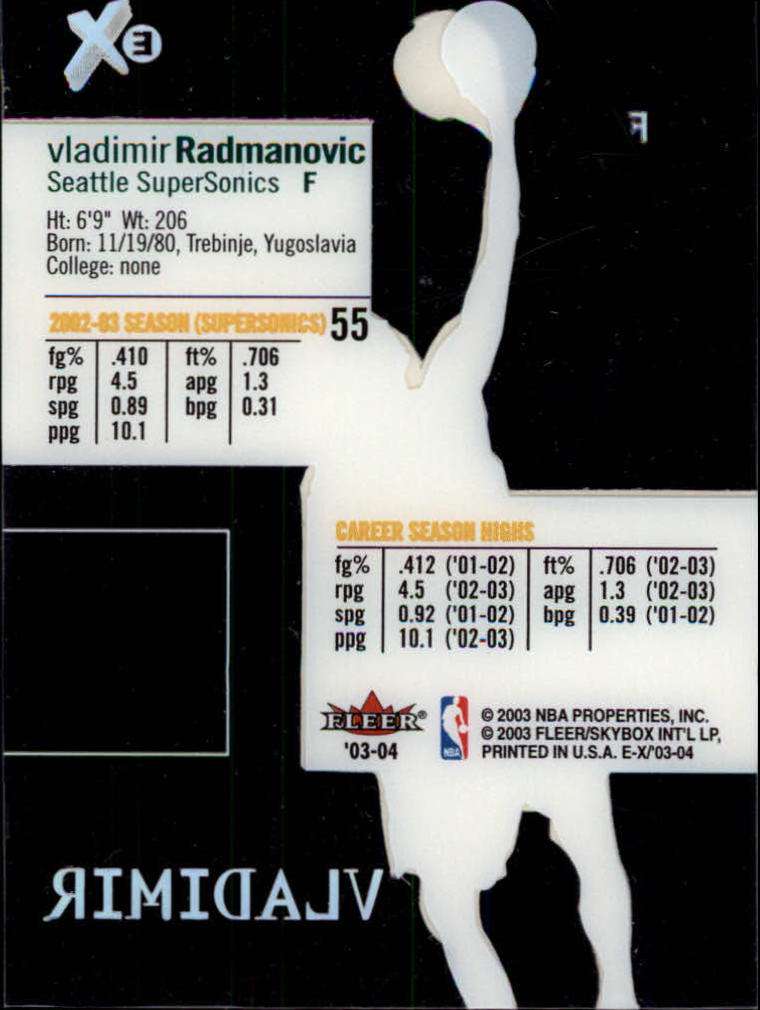 EX
F
vladimir Radmanovic
Seattle SuperSonics F
Ht: 6'9" Wt: 206
Born: 11/19/80, Trebinje, Yugoslavia
College: none
2002-03 SEASON (SUPERSONICS) 55
fg% .410 ft% .706
rpg 4.5 apg 1.3
spg 0.89 bpg 0.31
ppg 10.1
CAREER SEASON HIGHS
fg% .412 ('01-02) ft% .706 ('02-03)
rpg 4.5 ('02-03) apg 1.3 ('02-03)
spg 0.92 ('01-02) bpg 0.39 ('01-02)
ppg 10.1 ('02-03)
FLEER®
'03-04
NBA
© 2003 NBA PROPERTIES, INC.
© 2003 FLEER/SKYBOX INT'L LP,
PRINTED IN U.S.A. E-X/'03-04
VLADIMIR